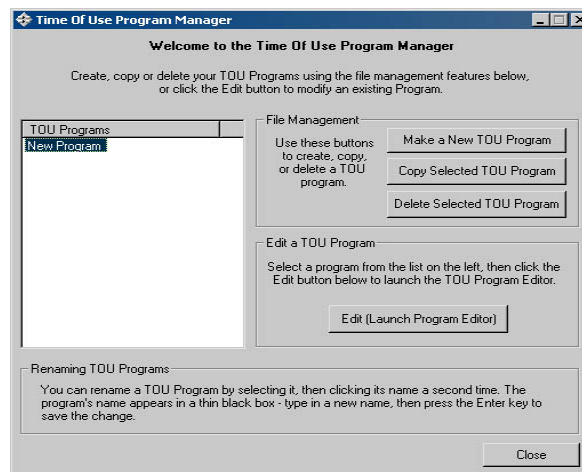 Time Of Use Program Manager
Welcome to the Time Of Use Program Manager
Create, copy or delete your TOU Programs using the file management features below,
or click the Edit button to modify an existing Program.
TOU Programs
New Program
File Management
Use these buttons
to create, copy,
or delete a TOU
program.
Make a New TOU Program
Copy Selected TOU Program
Delete Selected TOU Program
Edit a TOU Program
Select a program from the list on the left, then click the
Edit button below to launch the TOU Program Editor.
Edit (Launch Program Editor)
Renaming TOU Programs
You can rename a TOU Program by selecting it, then clicking its name a second time. The
program's name appears in a thin black box - type in a new name, then press the Enter key to
save the change.
Close